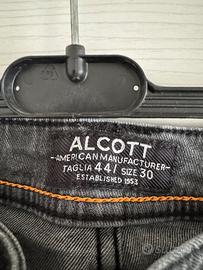 ALCOTT
-AMERICAN MANUFACTURER-
TAGLIA 44/ SIZE 30
ESTABLISHED 1953